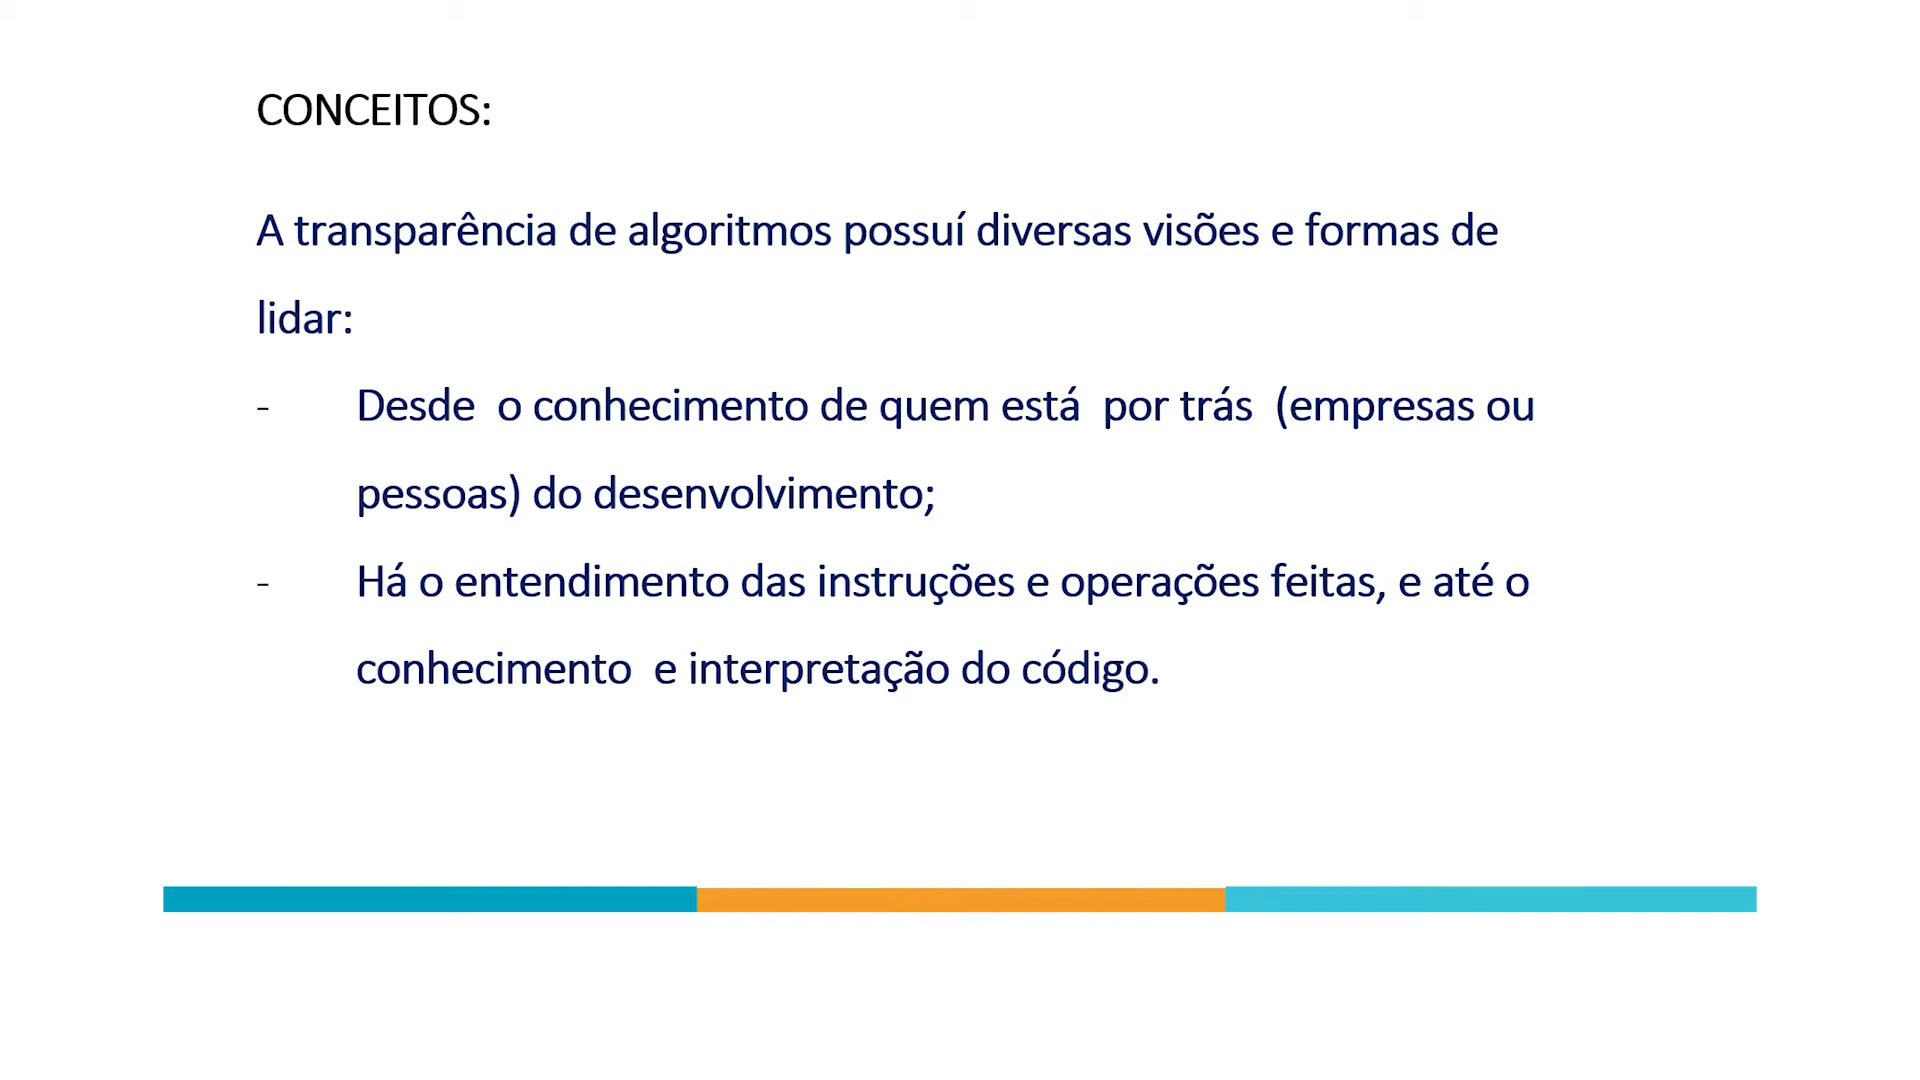 CONCEITOS:
A transparência de algoritmos possuí diversas visões e formas de
lidar:
- Desde o conhecimento de quem está por trás (empresas ou
pessoas) do desenvolvimento;
- Há o entendimento das instruções e operações feitas, e até o
conhecimento e interpretação do código.